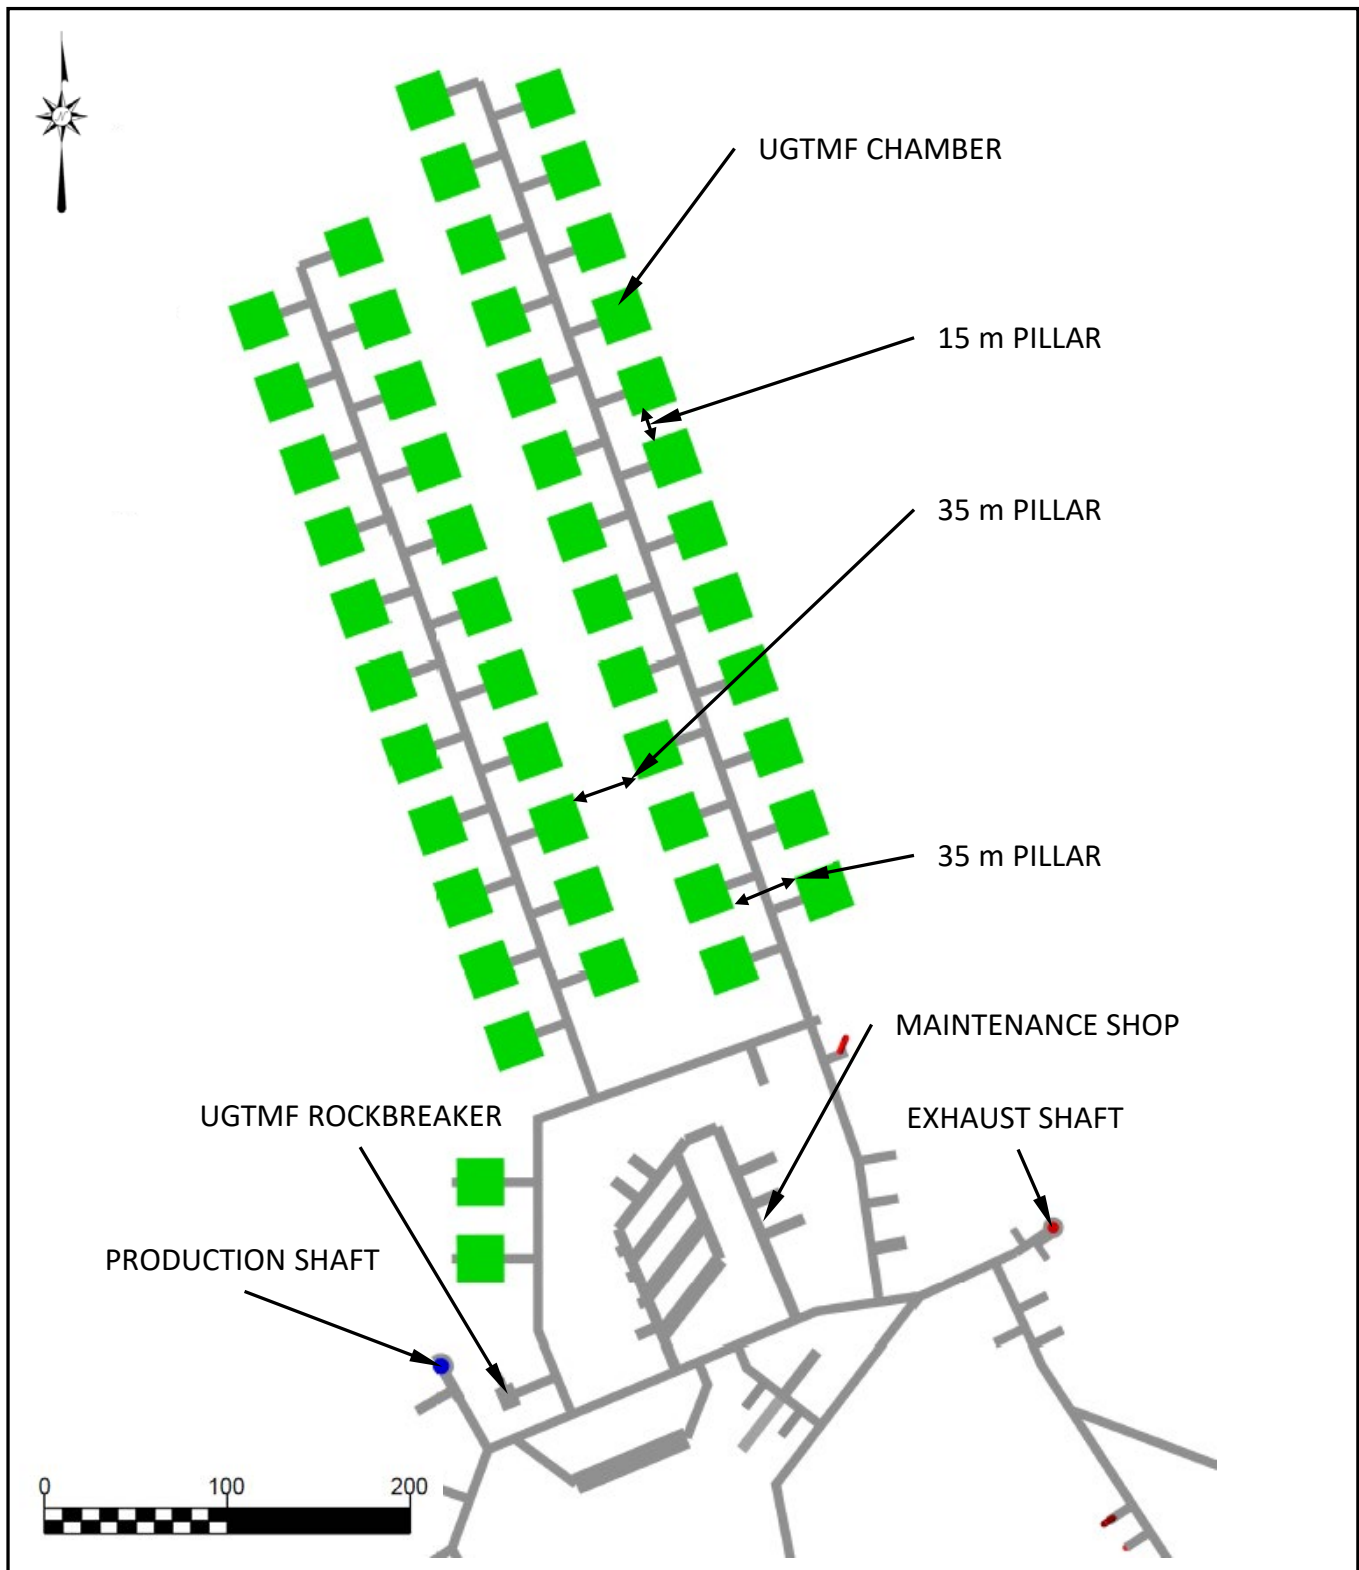 N
UGTMF CHAMBER
15 m PILLAR
35 m PILLAR
35 m PILLAR
MAINTENANCE SHOP
UGTMF ROCKBREAKER
EXHAUST SHAFT
PRODUCTION SHAFT
0 100 200